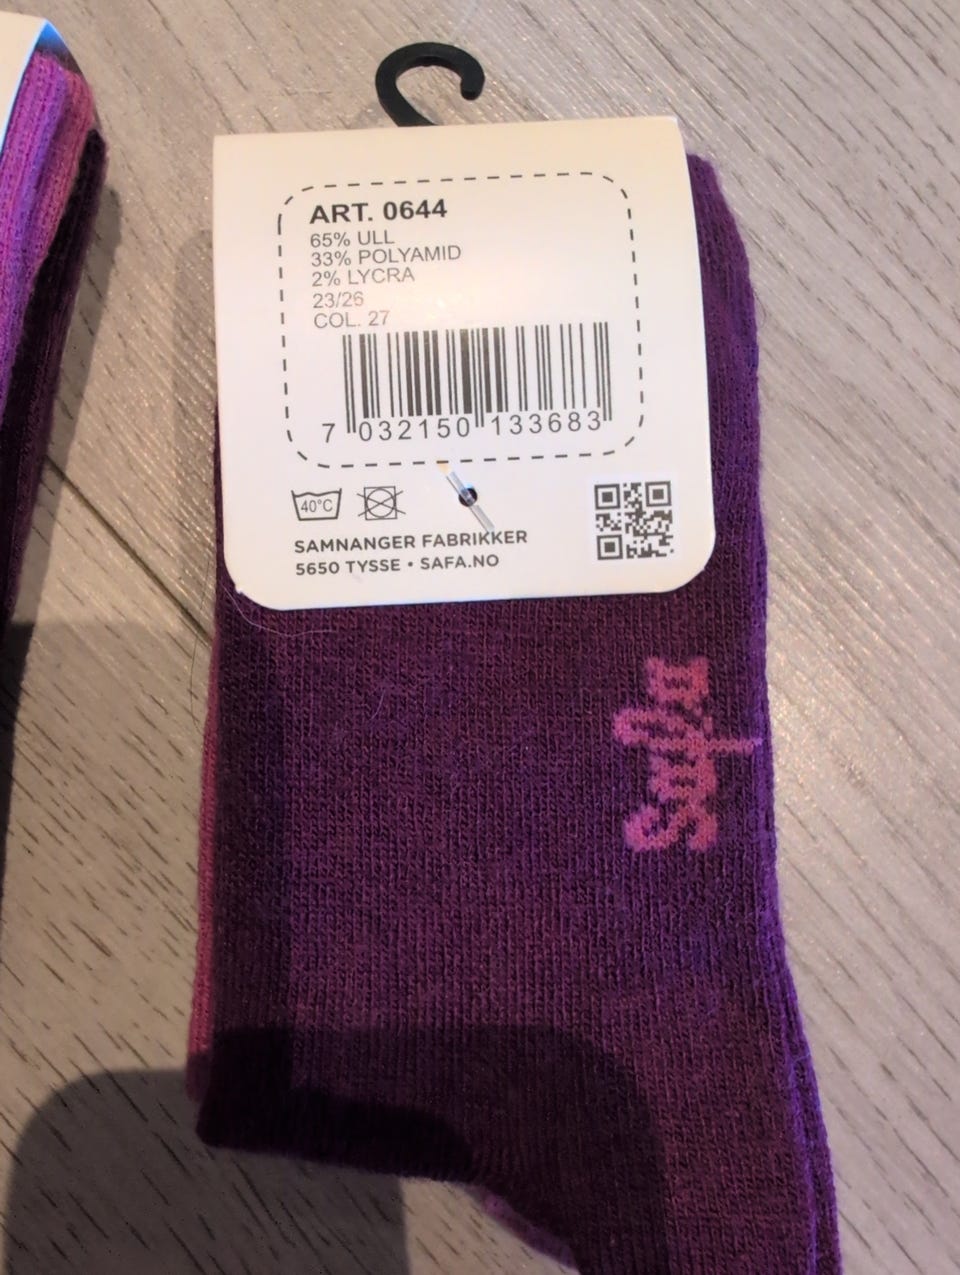 ART. 0644
65% ULL
33% POLYAMID
2% LYCRA
23/26
COL. 27
7 032150 133683
40°C
SAMNANGER FABRIKKER
5650 TYSSE • SAFA.NO
Safa